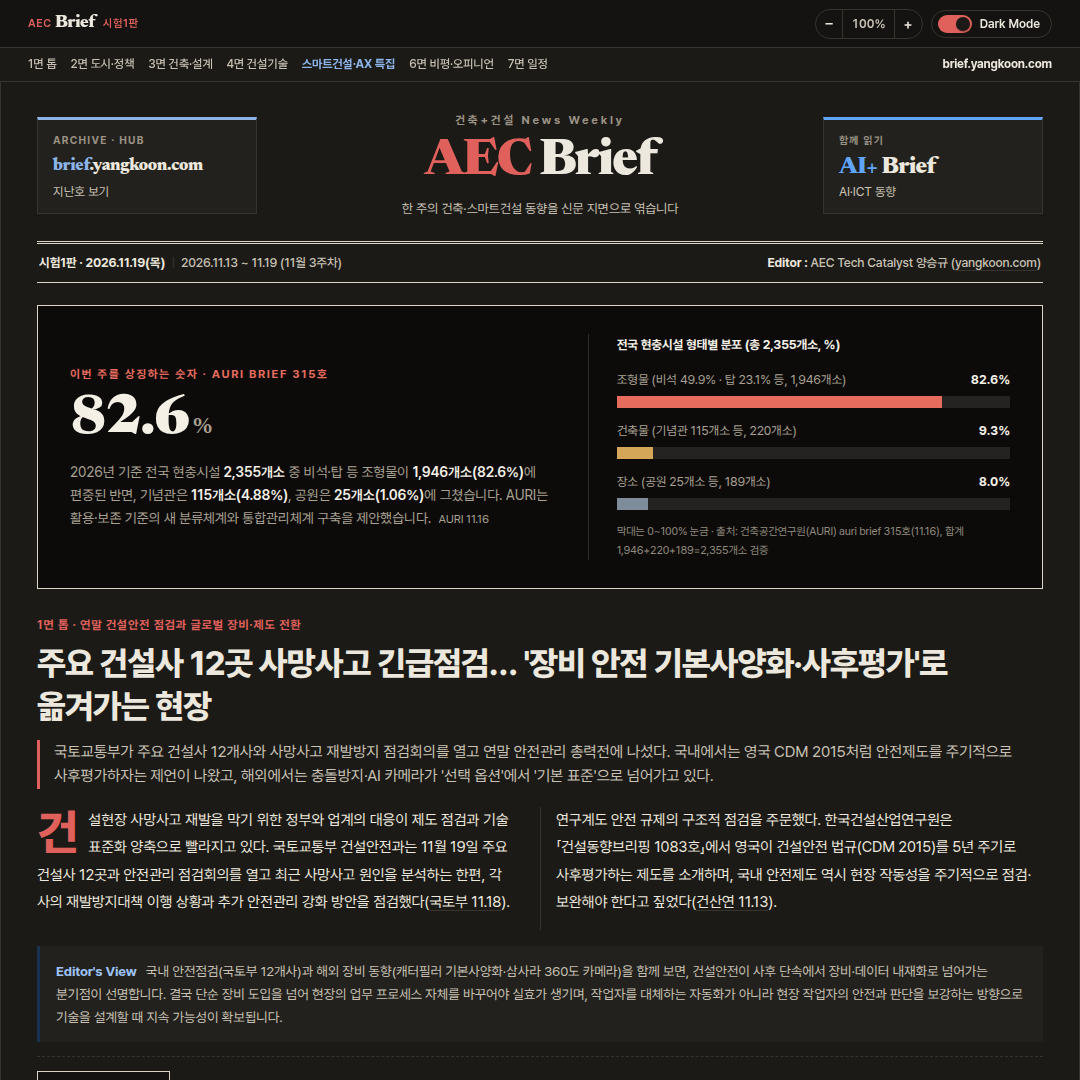 AEC Brief 시험1판
− 100% + Dark Mode
1면 톱 2면 도시·정책 3면 건축·설계 4면 건설기술 스마트건설·AX 특집 6면 비평·오피니언 7면 일정
brief.yangkoon.com
ARCHIVE · HUB
brief.yangkoon.com
지난호 보기
건축+건설 News Weekly
AEC Brief
한 주의 건축·스마트건설 동향을 신문 지면으로 엮습니다
함께 읽기
AI+ Brief
AI·ICT 동향
시험1판 · 2026.11.19(목) 2026.11.13 ~ 11.19 (11월 3주차)
Editor : AEC Tech Catalyst 양승규 (yangkoon.com)
이번 주를 상징하는 숫자 · AURI BRIEF 315호
82.6%
2026년 기준 전국 현충시설 2,355개소 중 비석·탑 등 조형물이 1,946개소(82.6%)에
편중된 반면, 기념관은 115개소(4.88%), 공원은 25개소(1.06%)에 그쳤습니다. AURI는
활용·보존 기준의 새 분류체계와 통합관리체계 구축을 제안했습니다. AURI 11.16
전국 현충시설 형태별 분포 (총 2,355개소, %)
조형물 (비석 49.9% · 탑 23.1% 등, 1,946개소) 82.6%
건축물 (기념관 115개소 등, 220개소) 9.3%
장소 (공원 25개소 등, 189개소) 8.0%
막대는 0~100% 눈금 · 출처: 건축공간연구원(AURI) auri brief 315호(11.16), 합계
1,946+220+189=2,355개소 검증
1면 톱 · 연말 건설안전 점검과 글로벌 장비·제도 전환
주요 건설사 12곳 사망사고 긴급점검… '장비 안전 기본사양화·사후평가'로
옮겨가는 현장
국토교통부가 주요 건설사 12개사와 사망사고 재발방지 점검회의를 열고 연말 안전관리 총력전에 나섰다. 국내에서는 영국 CDM 2015처럼 안전제도를 주기적으로
사후평가하자는 제언이 나왔고, 해외에서는 충돌방지·AI 카메라가 '선택 옵션'에서 '기본 표준'으로 넘어가고 있다.
건설현장 사망사고 재발을 막기 위한 정부와 업계의 대응이 제도 점검과 기술
표준화 양축으로 빨라지고 있다. 국토교통부 건설안전과는 11월 19일 주요
건설사 12곳과 안전관리 점검회의를 열고 최근 사망사고 원인을 분석하는 한편, 각
사의 재발방지대책 이행 상황과 추가 안전관리 강화 방안을 점검했다(국토부 11.18).
연구계도 안전 규제의 구조적 점검을 주문했다. 한국건설산업연구원은
「건설동향브리핑 1083호」에서 영국이 건설안전 법규(CDM 2015)를 5년 주기로
사후평가하는 제도를 소개하며, 국내 안전제도 역시 현장 작동성을 주기적으로 점검·
보완해야 한다고 짚었다(건산연 11.13).
Editor's View 국내 안전점검(국토부 12개사)과 해외 장비 동향(캐터필러 기본사양화·삼사라 360도 카메라)을 함께 보면, 건설안전이 사후 단속에서 장비·데이터 내재화로 넘어가는
분기점이 선명합니다. 결국 단순 장비 도입을 넘어 현장의 업무 프로세스 자체를 바꾸어야 실효가 생기며, 작업자를 대체하는 자동화가 아니라 현장 작업자의 안전과 판단을 보강하는 방향으로
기술을 설계할 때 지속 가능성이 확보됩니다.